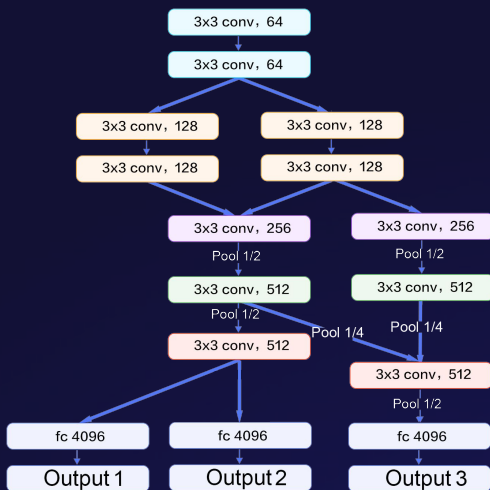 3x3 conv, 64
3x3 conv, 64
3x3 conv, 128
3x3 conv, 128
3x3 conv, 128
3x3 conv, 128
3x3 conv, 256
3x3 conv, 256
Pool 1/2
Pool 1/2
3x3 conv, 512
3x3 conv, 512
Pool 1/2
Pool 1/4
Pool 1/4
3x3 conv, 512
3x3 conv, 512
Pool 1/2
fc 4096
fc 4096
fc 4096
Output 1
Output 2
Output 3